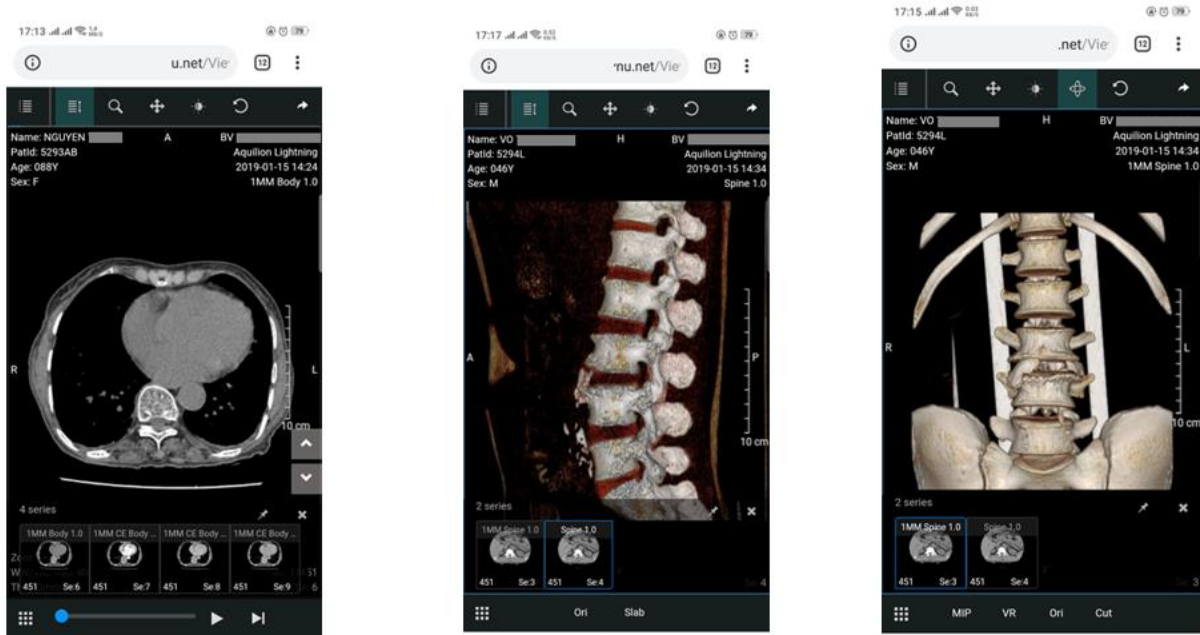 17:13
u.net/Vie
12
Name: NGUYEN
A
BV
PatId: 5293AB
Aquilion Lightning
Age: 088Y
2019-01-15 14:24
Sex: F
1MM Body 1.0
R
L
10 cm
4 series
1MM Body 1.0
1MM CE Body ..
1MM CE Body ..
1MM CE Body ..
451 Se:6
451 Se:7
451 Se:8
451 Se:9
17:17
nu.net/Vie
12
Name: VO
H
BV
PatId: 5294L
Aquilion Lightning
Age: 046Y
2019-01-15 14:34
Sex: M
Spine 1.0
A
P
10 cm
2 series
1MM Spine 1.0
Spine 1.0
451 Se:3
451 Se:4
Ori
Slab
17:15
.net/Vie
12
Name: VO
H
BV
PatId: 5294L
Aquilion Lightning
Age: 046Y
2019-01-15 14:34
Sex: M
1MM Spine 1.0
R
L
10 cm
2 series
1MM Spine 1.0
Spine 1.0
451 Se:3
451 Se:4
MIP
VR
Ori
Cut